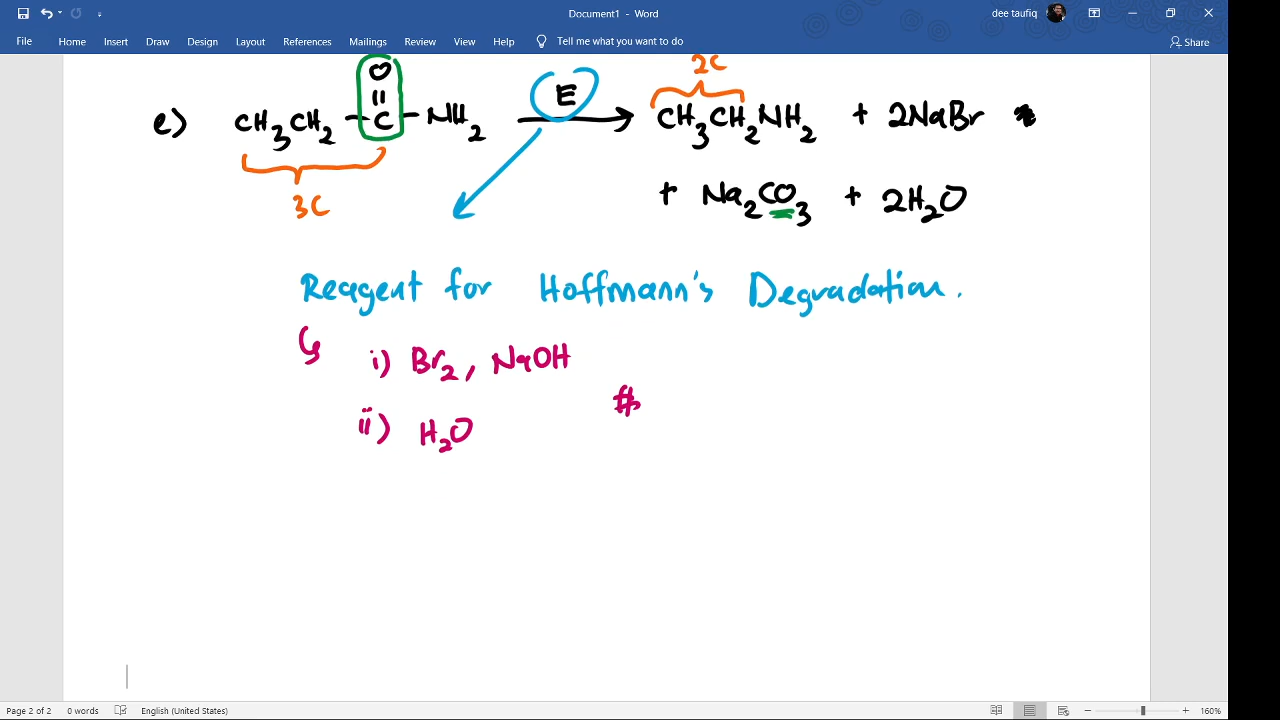 Document1 - Word
dee taufiq
File Home Insert Draw Design Layout References Mailings Review View Help Tell me what you want to do Share
O
2C
||
E
e) CH3CH2 - C - NH2 → CH3CH2NH2 + 2NaBr
3C
+ Na2CO3 + 2H2O
Reagent for Hoffmann's Degradation.
i) Br2, NaOH
#
ii) H2O
Page 2 of 2 0 words English (United States) 160%